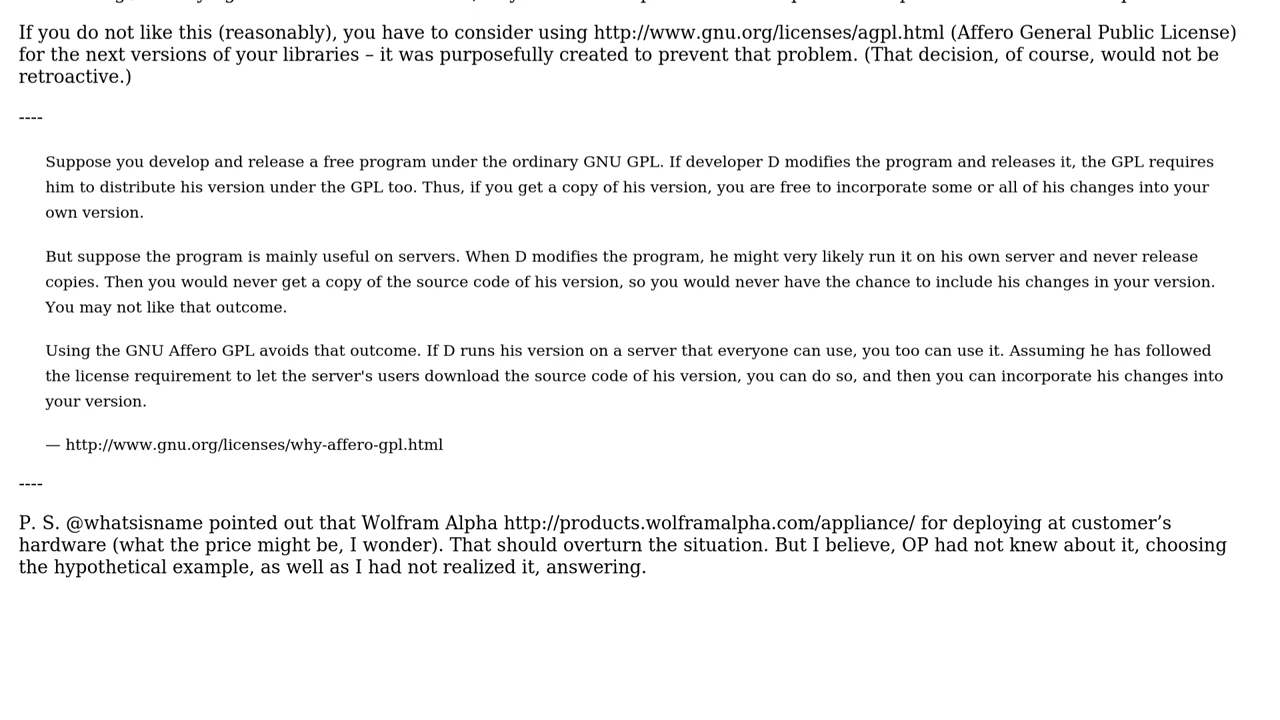 If you do not like this (reasonably), you have to consider using http://www.gnu.org/licenses/agpl.html (Affero General Public License)
for the next versions of your libraries – it was purposefully created to prevent that problem. (That decision, of course, would not be
retroactive.)
----
Suppose you develop and release a free program under the ordinary GNU GPL. If developer D modifies the program and releases it, the GPL requires
him to distribute his version under the GPL too. Thus, if you get a copy of his version, you are free to incorporate some or all of his changes into your
own version.
But suppose the program is mainly useful on servers. When D modifies the program, he might very likely run it on his own server and never release
copies. Then you would never get a copy of the source code of his version, so you would never have the chance to include his changes in your version.
You may not like that outcome.
Using the GNU Affero GPL avoids that outcome. If D runs his version on a server that everyone can use, you too can use it. Assuming he has followed
the license requirement to let the server's users download the source code of his version, you can do so, and then you can incorporate his changes into
your version.
— http://www.gnu.org/licenses/why-affero-gpl.html
----
P. S. @whatsisname pointed out that Wolfram Alpha http://products.wolframalpha.com/appliance/ for deploying at customer’s
hardware (what the price might be, I wonder). That should overturn the situation. But I believe, OP had not knew about it, choosing
the hypothetical example, as well as I had not realized it, answering.